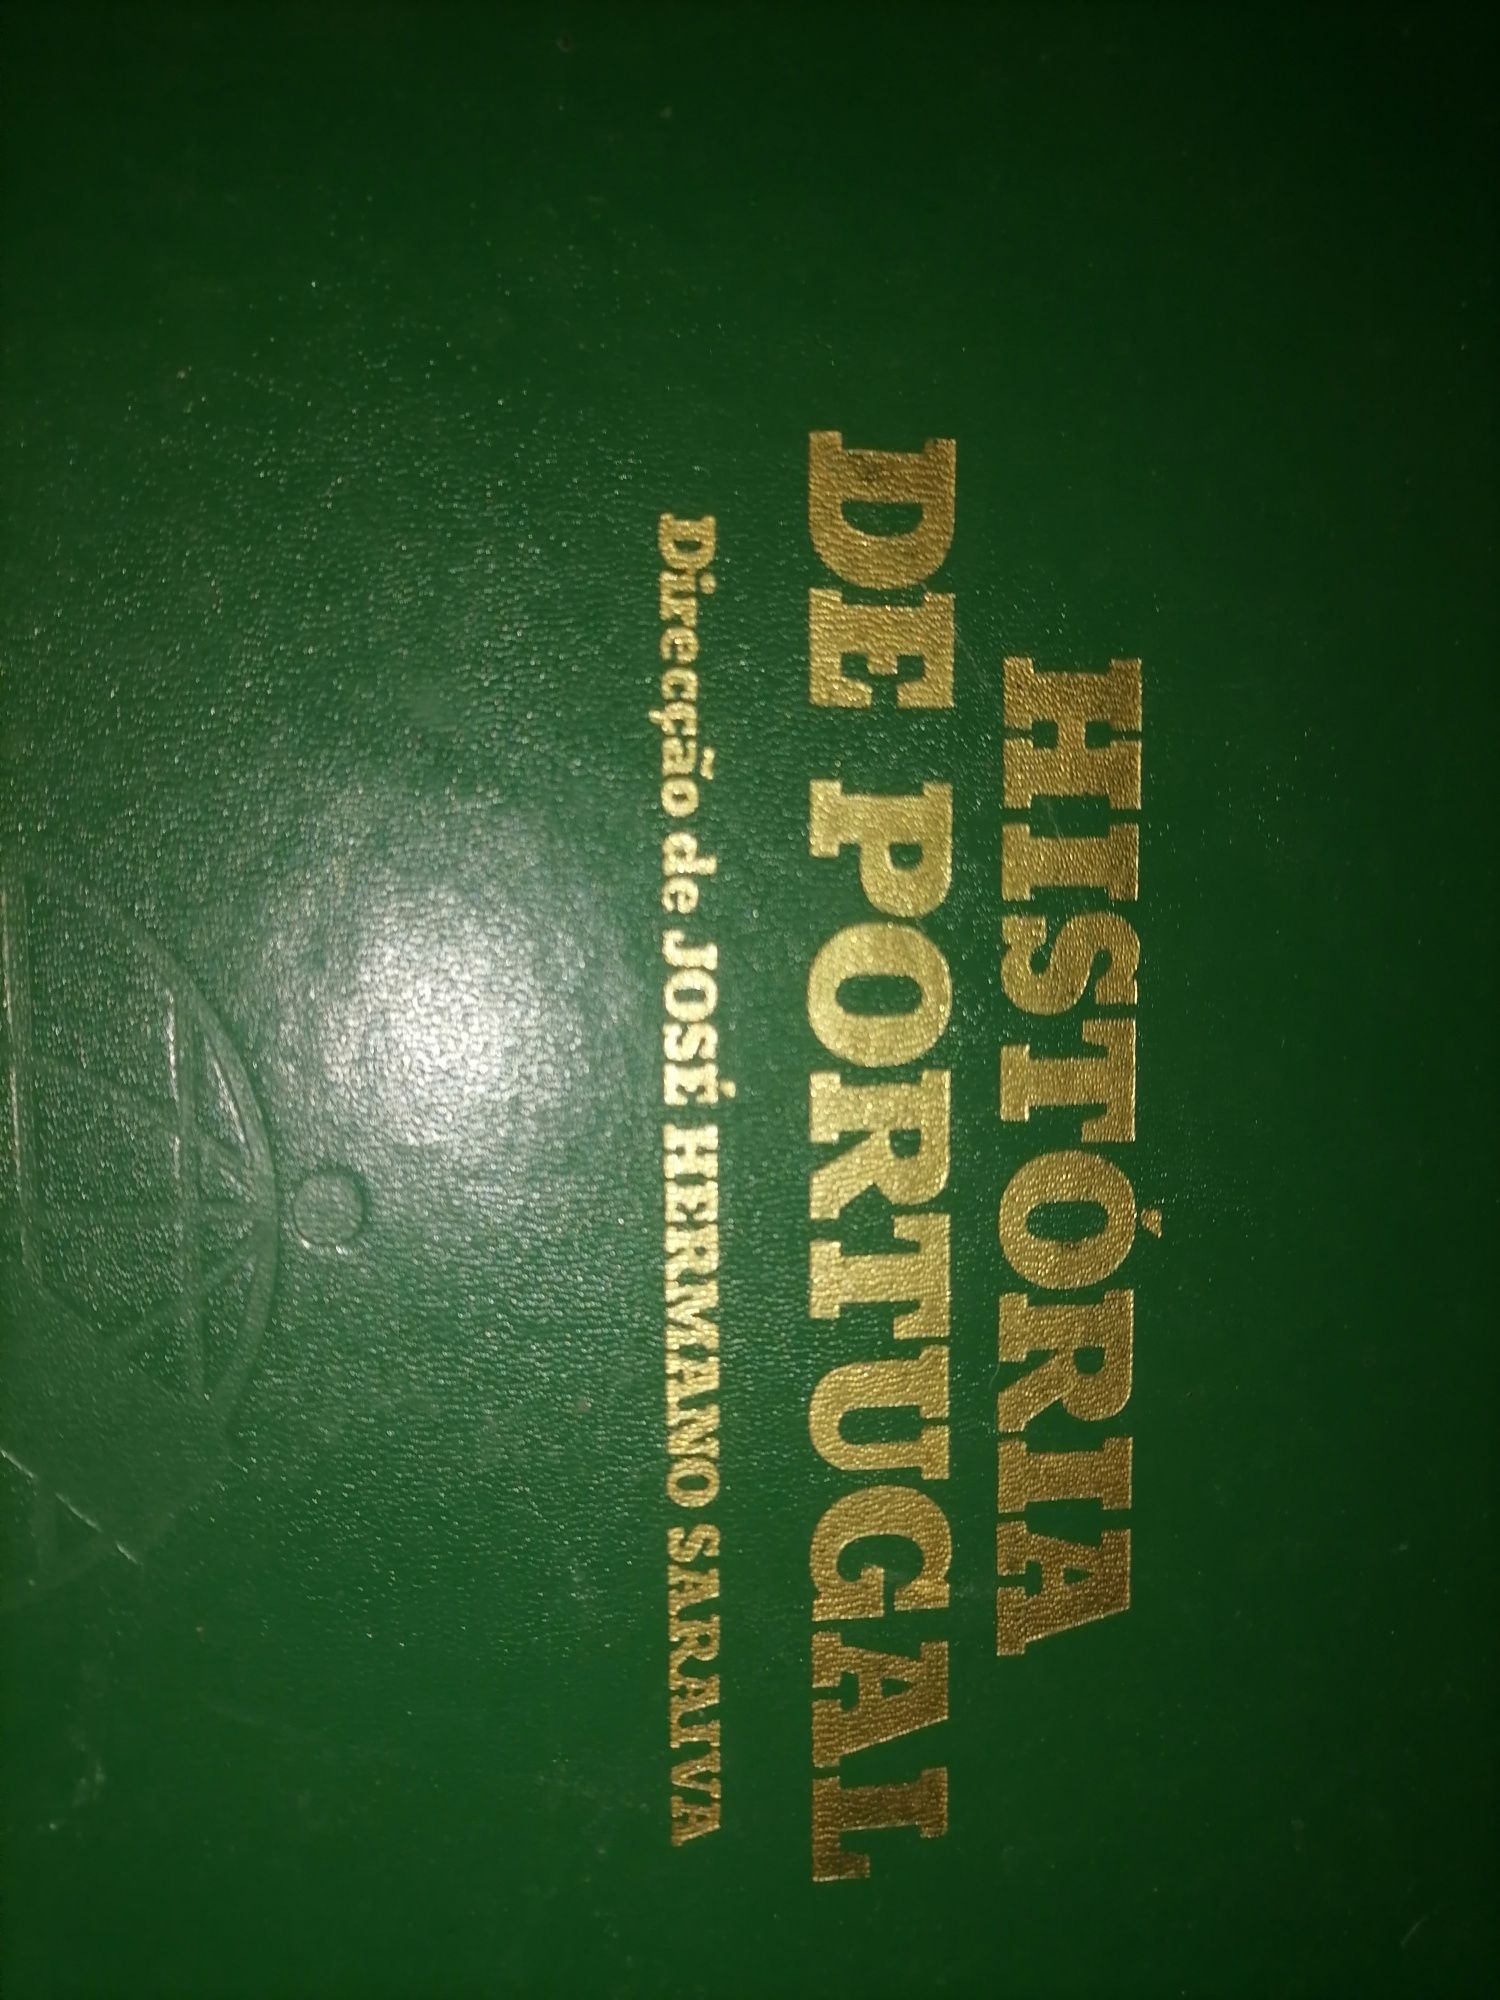 HISTÓRIA
DE PORTUGAL
Direcção de JOSÉ HERMANO SARAIVA